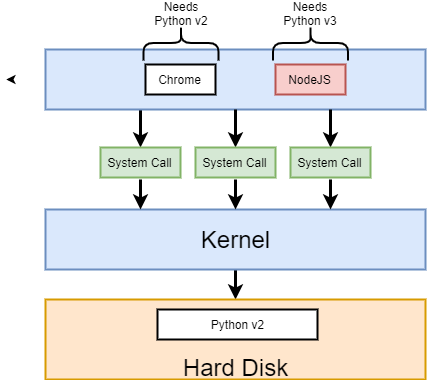 Needs
Python v2
Needs
Python v3
Chrome
NodeJS
System Call
System Call
System Call
Kernel
Python v2
Hard Disk